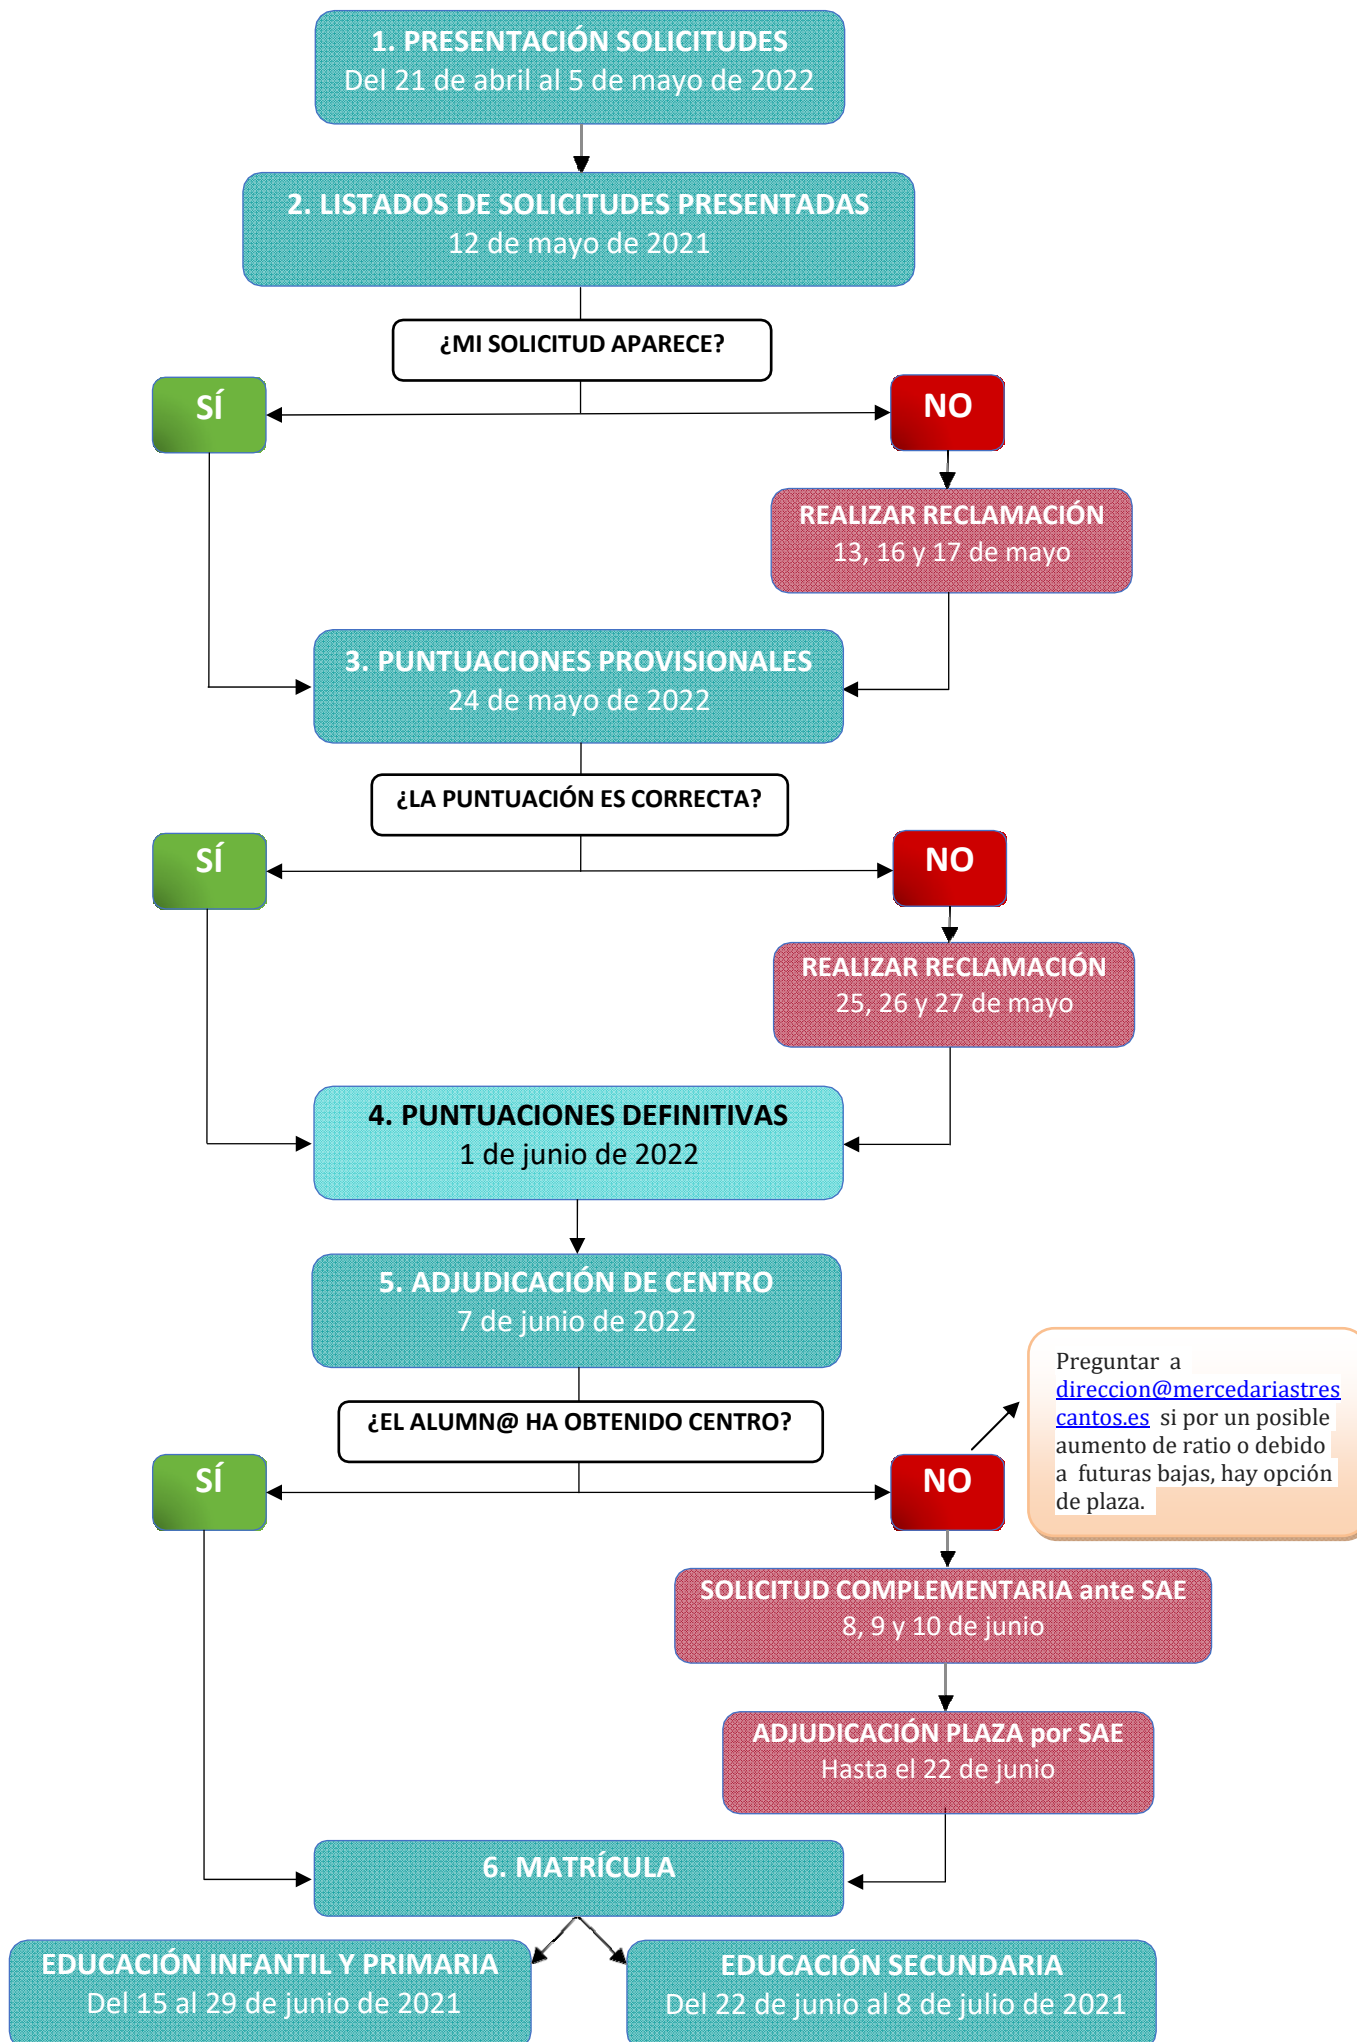 1. PRESENTACIÓN SOLICITUDES
Del 21 de abril al 5 de mayo de 2022
2. LISTADOS DE SOLICITUDES PRESENTADAS
12 de mayo de 2021
¿MI SOLICITUD APARECE?
SÍ
NO
REALIZAR RECLAMACIÓN
13, 16 y 17 de mayo
3. PUNTUACIONES PROVISIONALES
24 de mayo de 2022
¿LA PUNTUACIÓN ES CORRECTA?
SÍ
NO
REALIZAR RECLAMACIÓN
25, 26 y 27 de mayo
4. PUNTUACIONES DEFINITIVAS
1 de junio de 2022
5. ADJUDICACIÓN DE CENTRO
7 de junio de 2022
Preguntar a
direccion@mercedariastres
cantos.es si por un posible
aumento de ratio o debido
a futuras bajas, hay opción
de plaza.
¿EL ALUMN@ HA OBTENIDO CENTRO?
SÍ
NO
SOLICITUD COMPLEMENTARIA ante SAE
8, 9 y 10 de junio
ADJUDICACIÓN PLAZA por SAE
Hasta el 22 de junio
6. MATRÍCULA
EDUCACIÓN INFANTIL Y PRIMARIA
Del 15 al 29 de junio de 2021
EDUCACIÓN SECUNDARIA
Del 22 de junio al 8 de julio de 2021